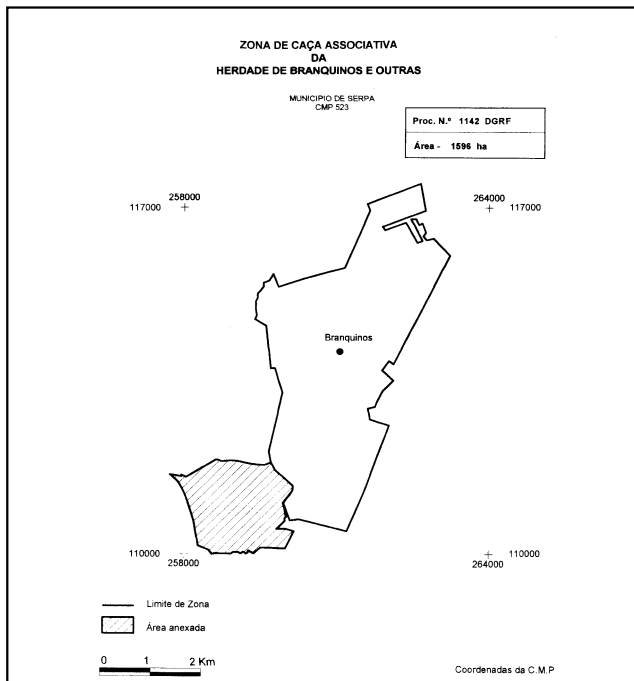 ZONA DE CAÇA ASSOCIATIVA
DA
HERDADE DE BRANQUINOS E OUTRAS
MUNICIPIO DE SERPA
CMP 523
Proc. N.º 1142 DGRF
Área - 1596 ha
258000
264000
117000
117000
Branquinos
110000
110000
258000
264000
Limite de Zona
Área anexada
0 1 2 Km
Coordenadas da C.M.P